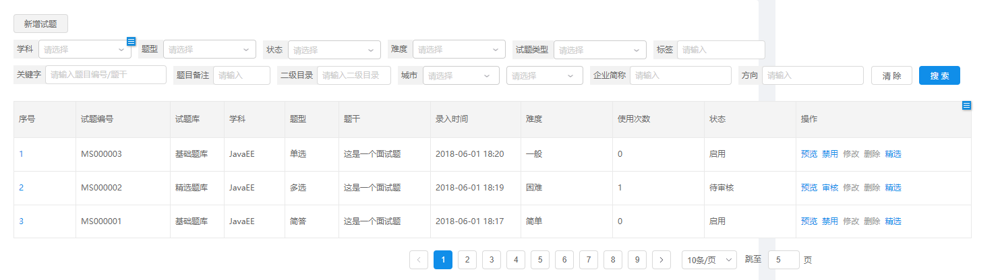 新增试题
学科 请选择 题型 请选择 状态 请选择 难度 请选择 试题类型 请选择 标签 请输入
关键字 请输入题目编号/题干 题目备注 请输入 二级目录 请输入二级目录 城市 请选择 请选择 企业简称 请输入 方向 请输入 清 除 搜 索
序号 试题编号 试题库 学科 题型 题干 录入时间 难度 使用次数 状态 操作
1 MS000003 基础题库 JavaEE 单选 这是一个面试题 2018-06-01 18:20 一般 0 启用 预览 禁用 修改 删除 精选
2 MS000002 精选题库 JavaEE 多选 这是一个面试题 2018-06-01 18:19 困难 1 待审核 预览 审核 修改 删除 精选
3 MS000001 基础题库 JavaEE 简答 这是一个面试题 2018-06-01 18:17 简单 0 启用 预览 禁用 修改 删除 精选
1 2 3 4 5 6 7 8 9 10条/页 跳至 5 页